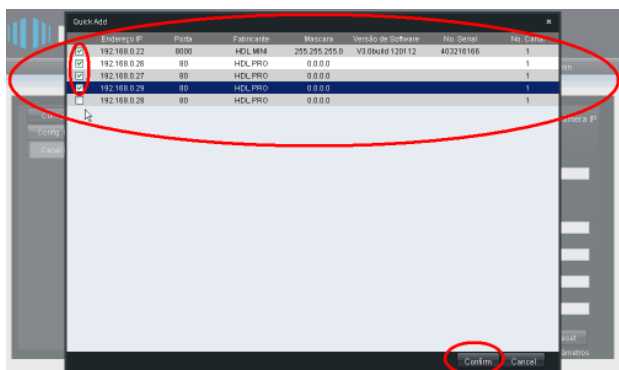 Quick Add
Endereço IP Porta Fabricante Mascara Versão de Software No. Serial No. Canal
192.168.0.22 8000 HDL MINI 255.255.255.0 V3.0build 120112 403216166 1
192.168.0.26 80 HDL PRO 0.0.0.0 1
192.168.0.27 80 HDL PRO 0.0.0.0 1
192.168.0.29 80 HDL PRO 0.0.0.0 1
192.168.0.28 80 HDL PRO 0.0.0.0 1
Config.
Canal
Confirm Cancel